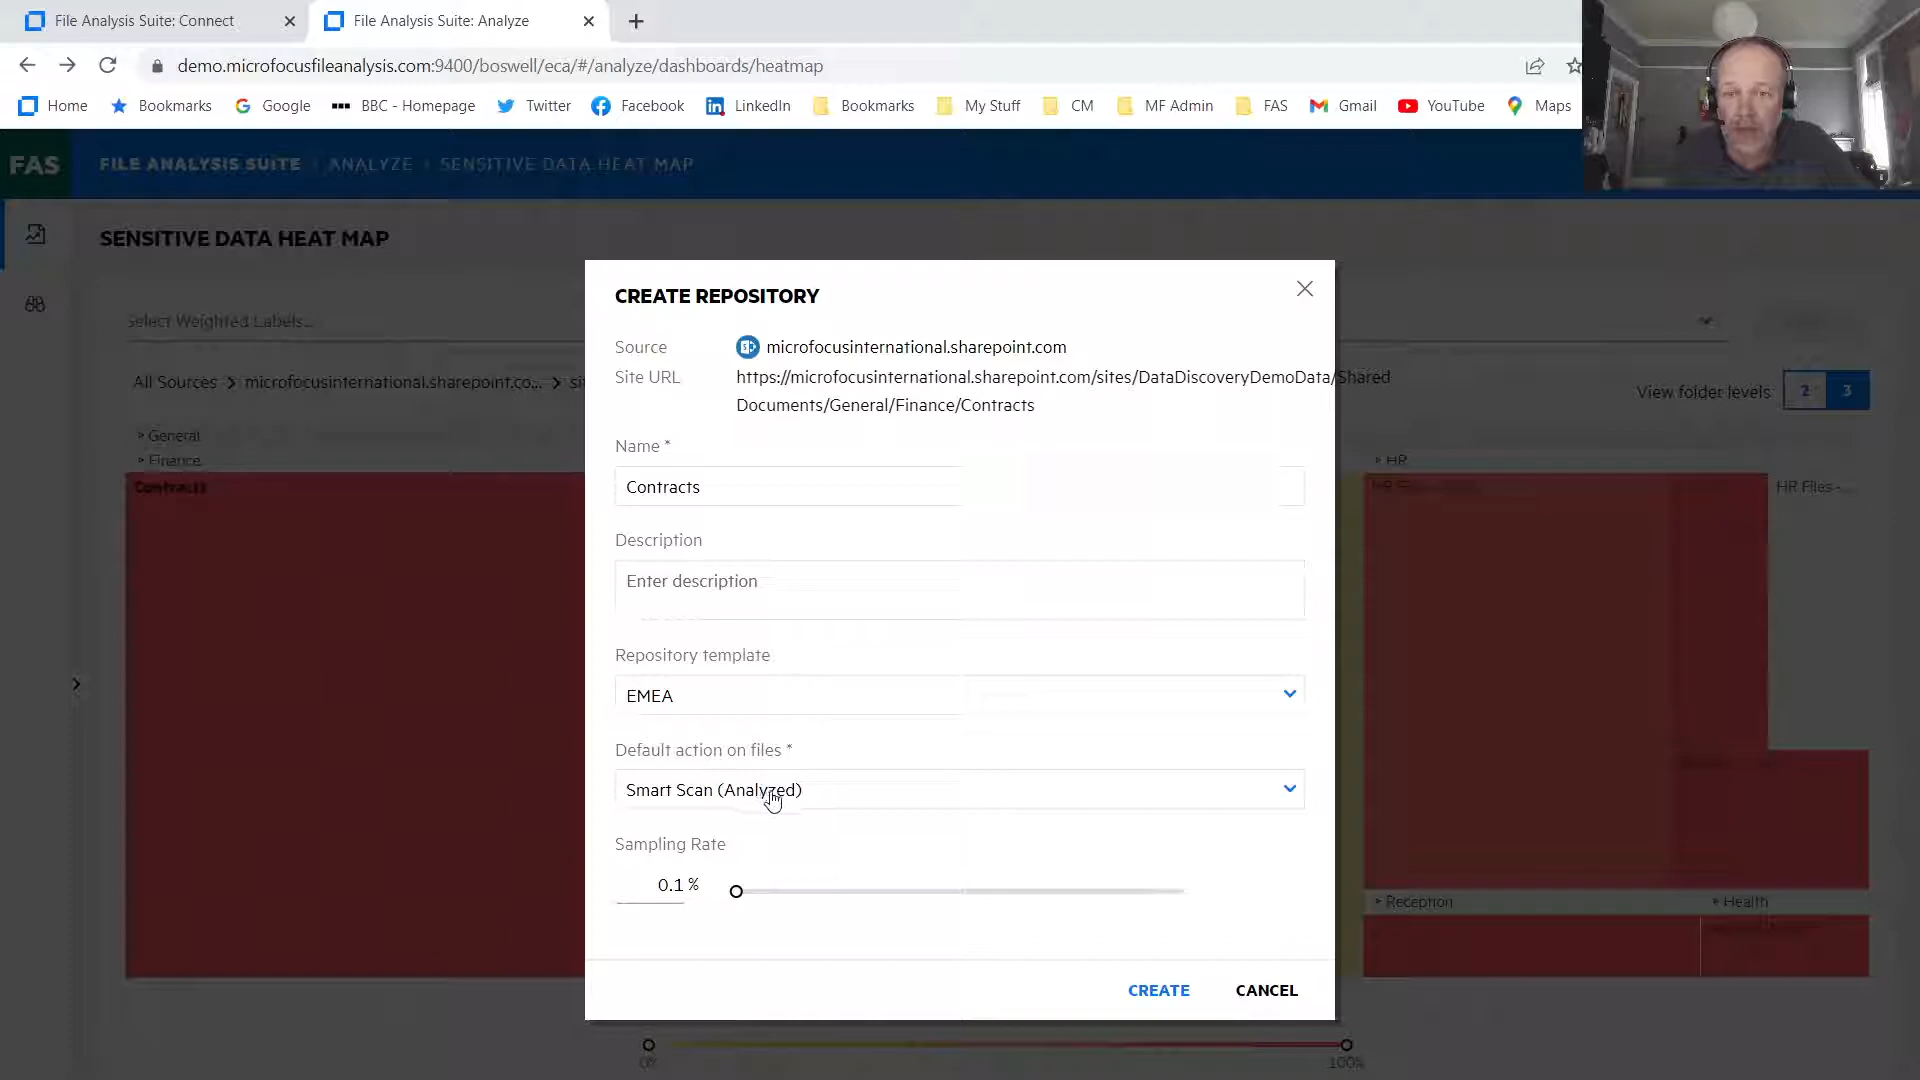 File Analysis Suite: Connect
File Analysis Suite: Analyze
demo.microfocusfileanalysis.com:9400/boswell/eca/#/analyze/dashboards/heatmap
Home
Bookmarks
Google
BBC - Homepage
Twitter
Facebook
LinkedIn
Bookmarks
My Stuff
CM
MF Admin
FAS
Gmail
YouTube
Maps
FAS
FILE ANALYSIS SUITE
ANALYZE
SENSITIVE DATA HEAT MAP
SENSITIVE DATA HEAT MAP
Select Weighted Labels...
All Sources > microfocusinternational.sharepoint.co... >
View folder levels 2 3
General
Finance
Contracts
HR
HR Files -...
Reception
Health
CREATE REPOSITORY
Source microfocusinternational.sharepoint.com
Site URL https://microfocusinternational.sharepoint.com/sites/DataDiscoveryDemoData/Shared
Documents/General/Finance/Contracts
Name *
Contracts
Description
Enter description
Repository template
EMEA
Default action on files *
Smart Scan (Analyzed)
Sampling Rate
0.1 %
CREATE CANCEL
0%
100%